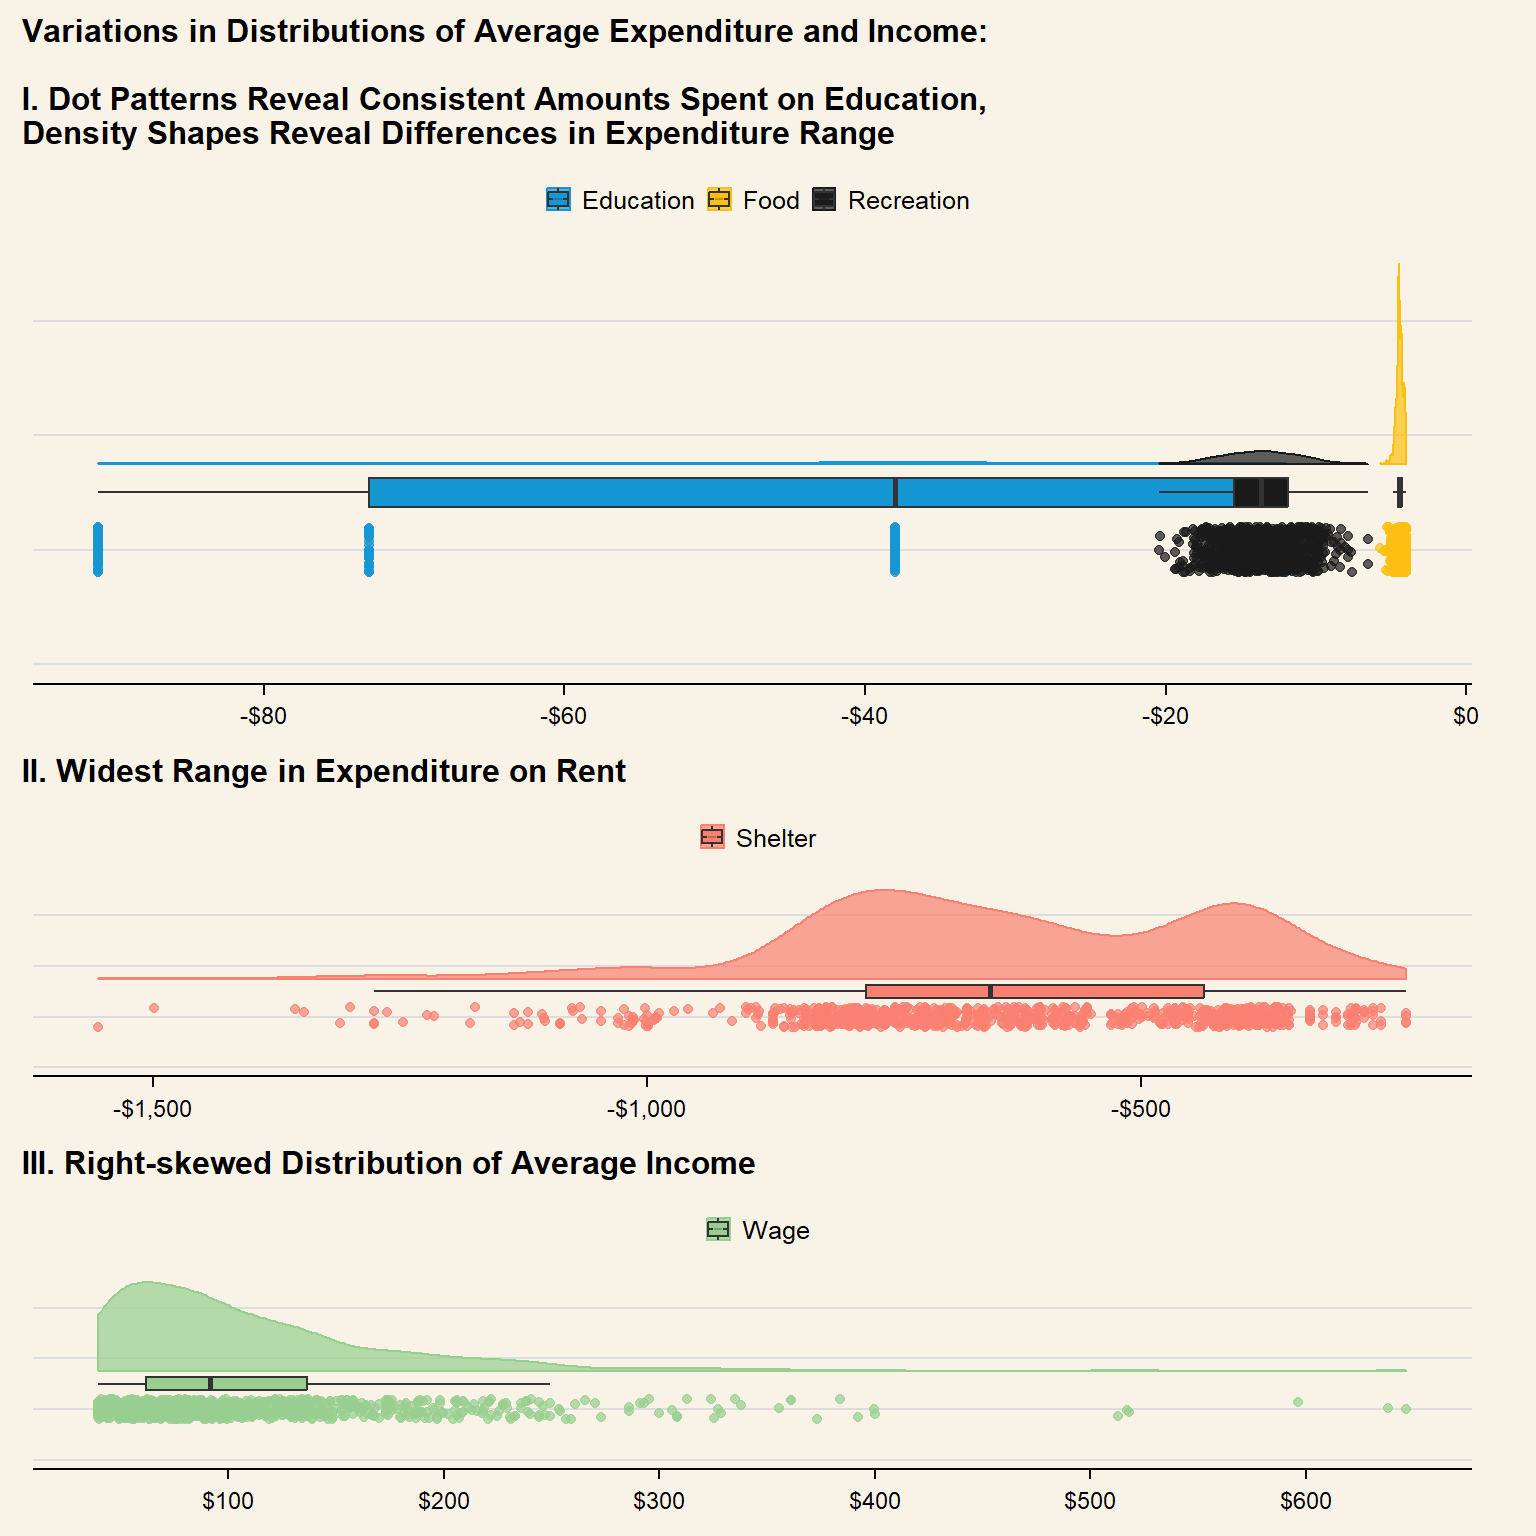 Variations in Distributions of Average Expenditure and Income:
I. Dot Patterns Reveal Consistent Amounts Spent on Education,
Density Shapes Reveal Differences in Expenditure Range
Education Food Recreation
-$80 -$60 -$40 -$20 $0
II. Widest Range in Expenditure on Rent
Shelter
-$1,500 -$1,000 -$500
III. Right-skewed Distribution of Average Income
Wage
$100 $200 $300 $400 $500 $600